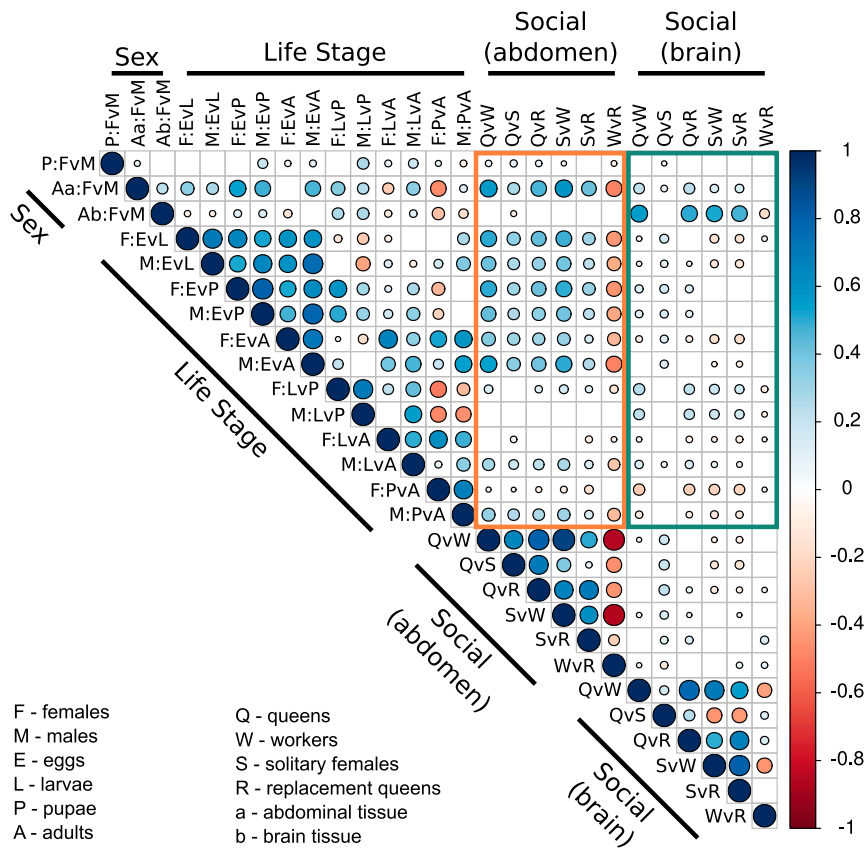 Sex
Life Stage
Social
(abdomen)
Social
(brain)
P:FvM
Aa:FvM
Ab:FvM
F:EvL
M:EvL
F:EvP
M:EvP
F:EvA
M:EvA
F:LvP
M:LvP
F:LvA
M:LvA
F:PvA
M:PvA
QvW
QvS
QvR
SvW
SvR
WvR
QvW
QvS
QvR
SvW
SvR
WvR
P:FvM
Aa:FvM
Ab:FvM
F:EvL
M:EvL
F:EvP
M:EvP
F:EvA
M:EvA
F:LvP
M:LvP
F:LvA
M:LvA
F:PvA
M:PvA
QvW
QvS
QvR
SvW
SvR
WvR
QvW
QvS
QvR
SvW
SvR
WvR
Sex
Life Stage
Social
(abdomen)
Social
(brain)
1
0.8
0.6
0.4
0.2
0
-0.2
-0.4
-0.6
-0.8
-1
F - females
M - males
E - eggs
L - larvae
P - pupae
A - adults
Q - queens
W - workers
S - solitary females
R - replacement queens
a - abdominal tissue
b - brain tissue